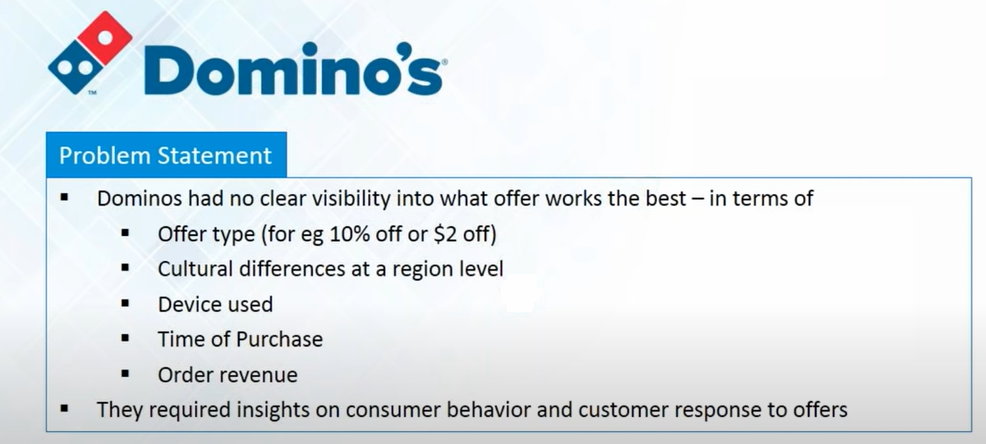 Domino's®
™
Problem Statement
▪ Dominos had no clear visibility into what offer works the best – in terms of
▪ Offer type (for eg 10% off or $2 off)
▪ Cultural differences at a region level
▪ Device used
▪ Time of Purchase
▪ Order revenue
▪ They required insights on consumer behavior and customer response to offers